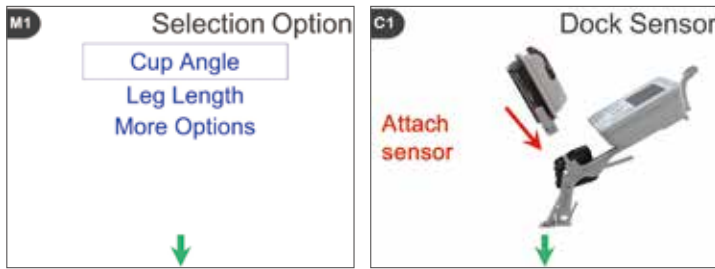 M1
Selection Option
Cup Angle
Leg Length
More Options
C1
Dock Sensor
Attach
sensor